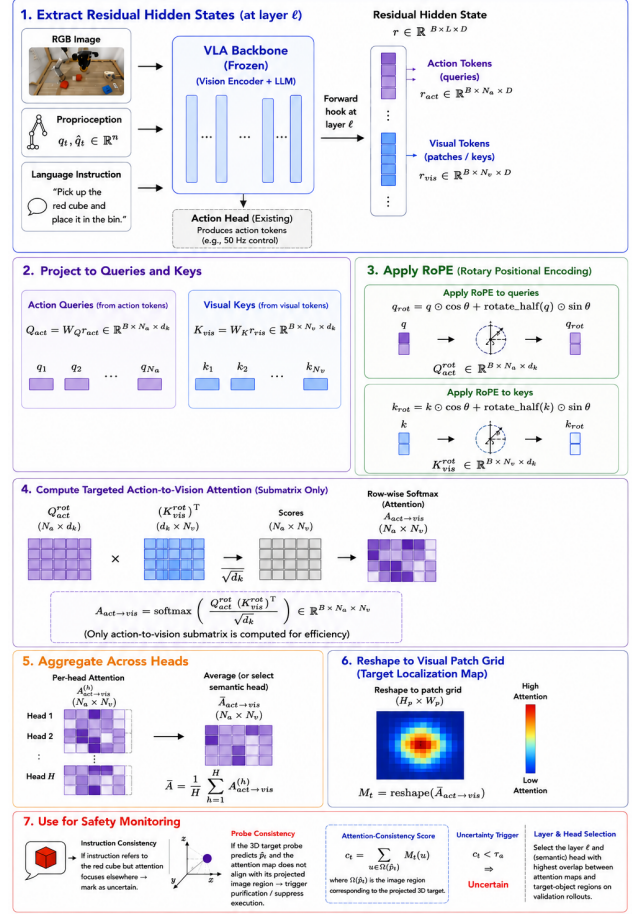 1. Extract Residual Hidden States (at layer ℓ)
RGB Image
Proprioception
q_t, q̂_t ∈ ℝ^n
Language Instruction
“Pick up the
red cube and
place it in the bin.”
VLA Backbone
(Frozen)
(Vision Encoder + LLM)
... ...
Action Head (Existing)
Produces action tokens
(e.g., 50 Hz control)
Forward
hook at
layer ℓ
Residual Hidden State
r ∈ ℝ^{B×L×D}
Action Tokens
(queries)
r_act ∈ ℝ^{B×N_a×D}
⋮
Visual Tokens
(patches / keys)
r_vis ∈ ℝ^{B×N_v×D}
⋮
2. Project to Queries and Keys
Action Queries (from action tokens)
Q_act = W_Q r_act ∈ ℝ^{B×N_a×d_k}
q_1 q_2 ... q_{N_a}
Visual Keys (from visual tokens)
K_vis = W_K r_vis ∈ ℝ^{B×N_v×d_k}
k_1 k_2 ... k_{N_v}
3. Apply RoPE (Rotary Positional Encoding)
Apply RoPE to queries
q_rot = q ⊙ cos θ + rotate_half(q) ⊙ sin θ
q q_rot
Q_act^rot ∈ ℝ^{B×N_a×d_k}
Apply RoPE to keys
k_rot = k ⊙ cos θ + rotate_half(k) ⊙ sin θ
k k_rot
K_vis^rot ∈ ℝ^{B×N_v×d_k}
4. Compute Targeted Action-to-Vision Attention (Submatrix Only)
Q_act^rot
(N_a × d_k)
×
(K_vis^rot)^T
(d_k × N_v)
√d_k
Scores
(N_a × N_v)
Row-wise Softmax
(Attention)
A_{act→vis}
(N_a × N_v)
A_{act→vis} = softmax ( Q_act^rot (K_vis^rot)^T / √d_k ) ∈ ℝ^{B×N_a×N_v}
(Only action-to-vision submatrix is computed for efficiency)
5. Aggregate Across Heads
Per-head Attention
A_{act→vis}^{(h)}
(N_a × N_v)
Head 1
Head 2
⋮
Head H
Average (or select
semantic head)
Ā_{act→vis}
(N_a × N_v)
Ā = 1/H ∑_{h=1}^{H} A_{act→vis}^{(h)}
6. Reshape to Visual Patch Grid
(Target Localization Map)
Reshape to patch grid
(H_p × W_p)
M_t = reshape(Ā_{act→vis})
High
Attention
Low
Attention
7. Use for Safety Monitoring
Instruction Consistency
If instruction refers to
the red cube but attention
focuses elsewhere →
mark as uncertain.
z
y
x
Probe Consistency
If the 3D target probe
predicts p̂_t and the
attention map does not
align with its projected
image region → trigger
purification / suppress
execution.
Attention-Consistency Score
c_t = ∑_{u∈Ω(p̂_t)} M_t(u)
where Ω(p̂_t) is the image region
corresponding to the projected 3D target.
Uncertainty Trigger
c_t < τ_a
⇒
Uncertain
Layer & Head Selection
Select the layer ℓ and
(semantic) head with
highest overlap between
attention maps and
target-object regions on
validation rollouts.